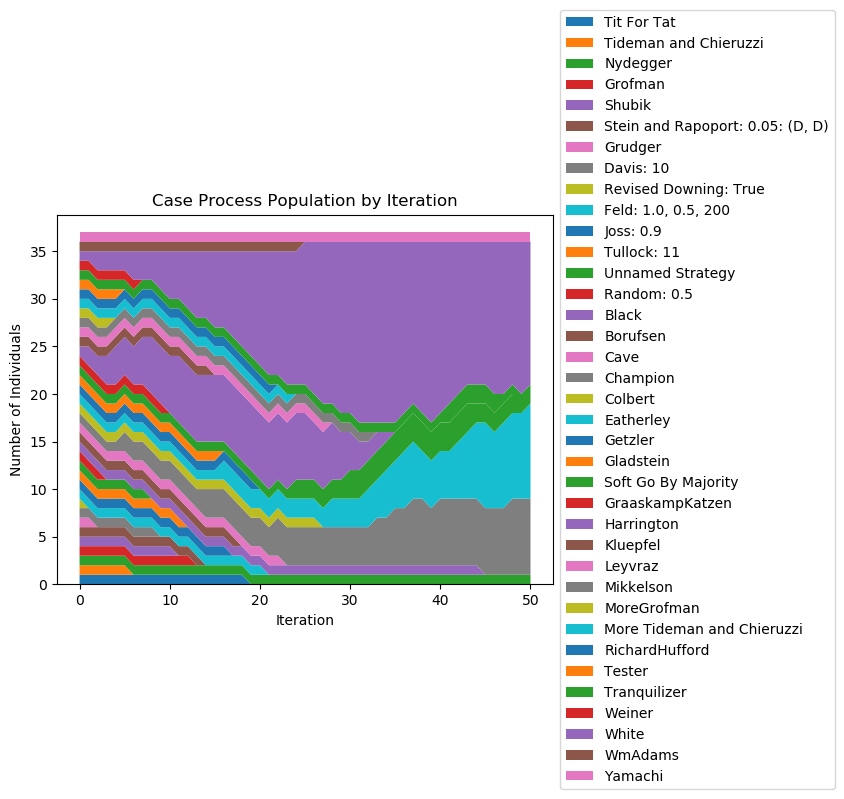 Case Process Population by Iteration
Number of Individuals
35
30
25
20
15
10
5
0
0 10 20 30 40 50
Iteration
Tit For Tat
Tideman and Chieruzzi
Nydegger
Grofman
Shubik
Stein and Rapoport: 0.05: (D, D)
Grudger
Davis: 10
Revised Downing: True
Feld: 1.0, 0.5, 200
Joss: 0.9
Tullock: 11
Unnamed Strategy
Random: 0.5
Black
Borufsen
Cave
Champion
Colbert
Eatherley
Getzler
Gladstein
Soft Go By Majority
GraaskampKatzen
Harrington
Kluepfel
Leyvraz
Mikkelson
MoreGrofman
More Tideman and Chieruzzi
RichardHufford
Tester
Tranquilizer
Weiner
White
WmAdams
Yamachi